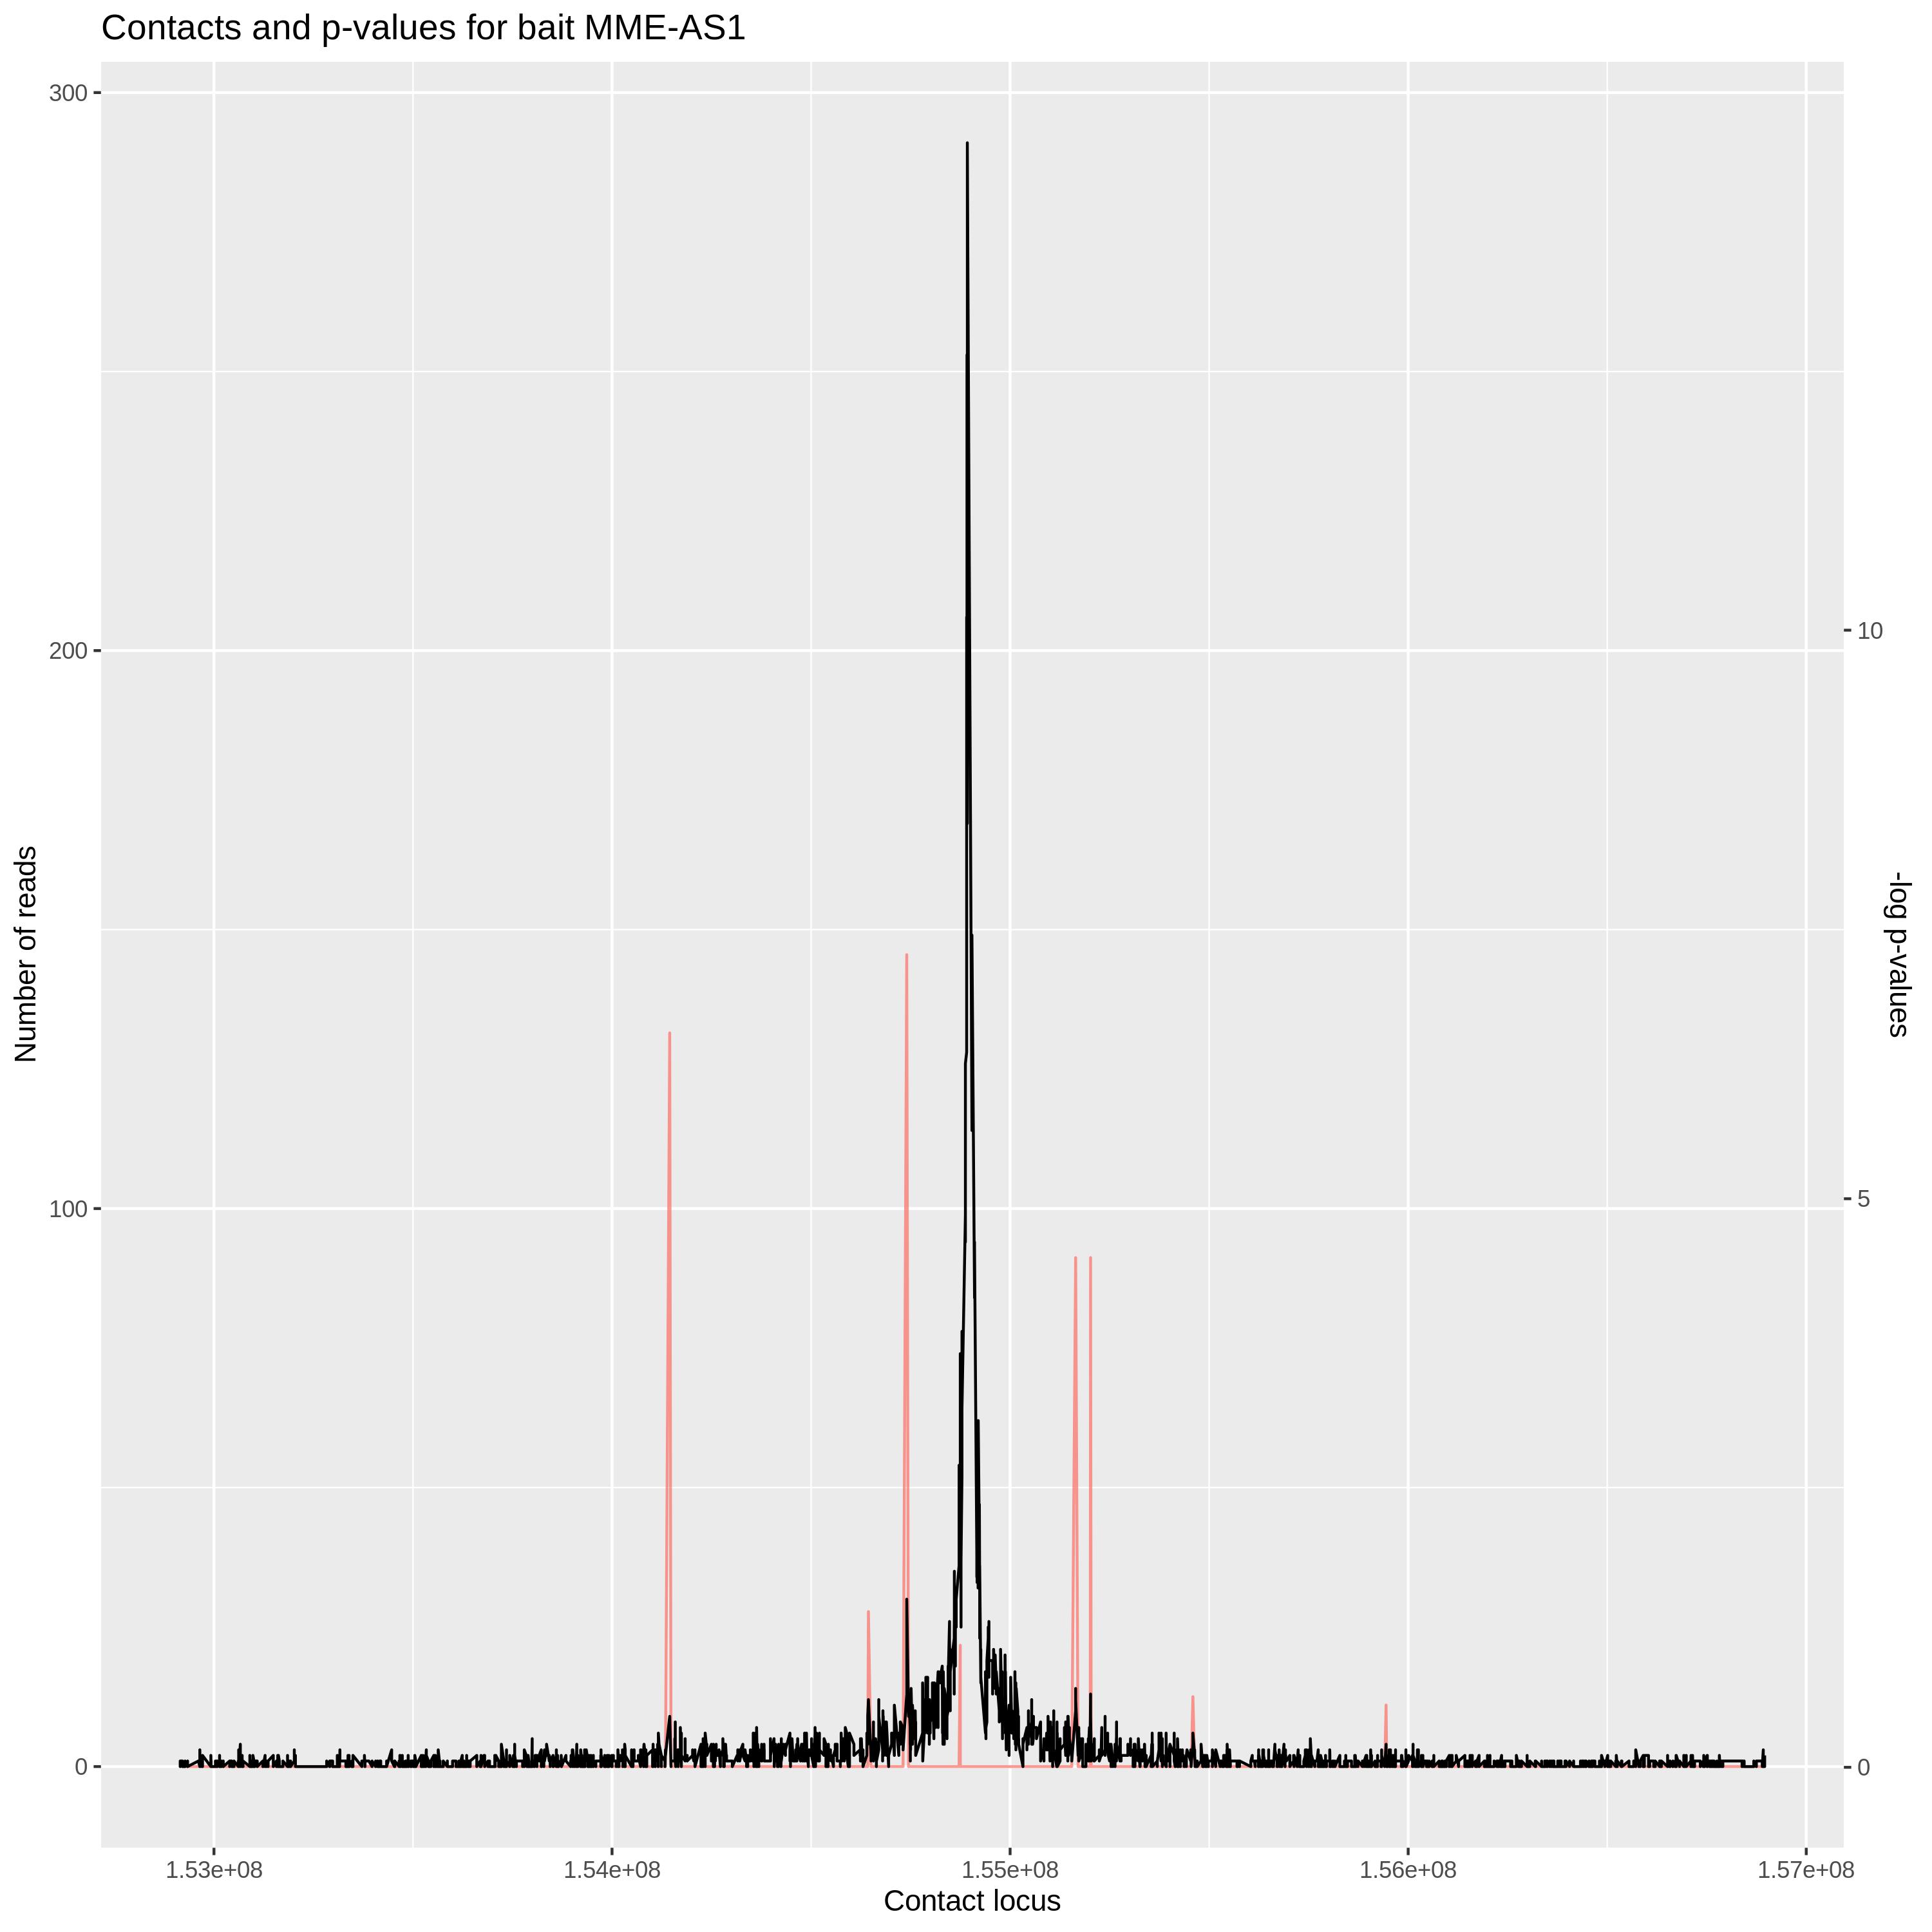 Contacts and p-values for bait MME-AS1
300
200
100
0
Number of reads
10
5
0
-log p-values
1.53e+08
1.54e+08
1.55e+08
1.56e+08
1.57e+08
Contact locus